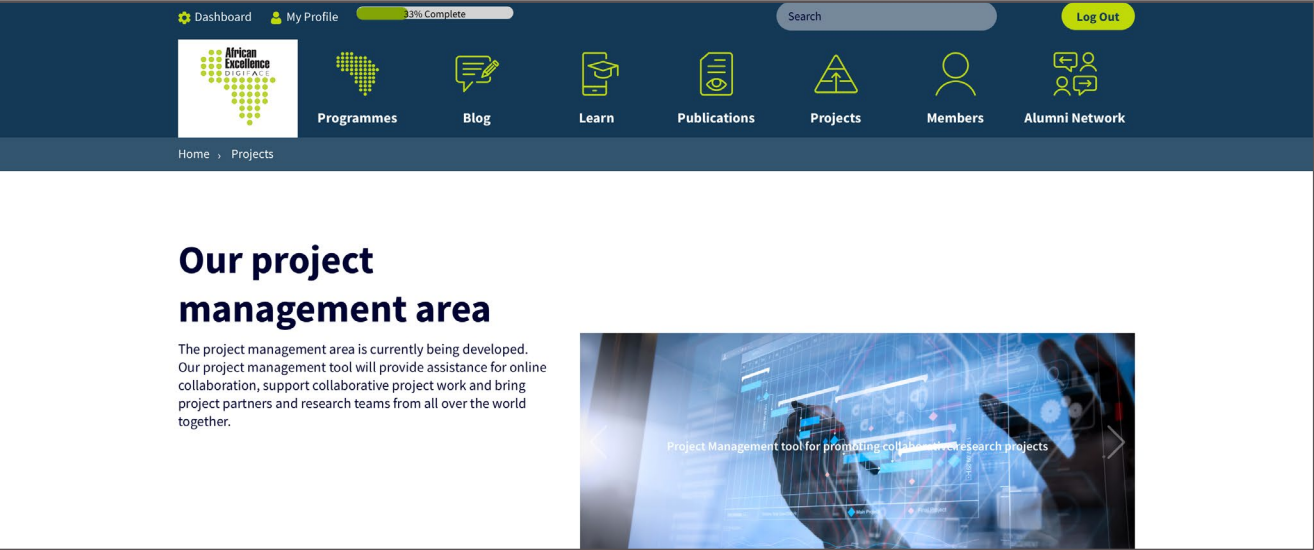 Dashboard My Profile 33% Complete Search Log Out
African
Excellence
DIGIFACE
Programmes Blog Learn Publications Projects Members Alumni Network
Home › Projects
Our project
management area
The project management area is currently being developed.
Our project management tool will provide assistance for online
collaboration, support collaborative project work and bring
project partners and research teams from all over the world
together.
Project Management tool for promoting collaborative research projects